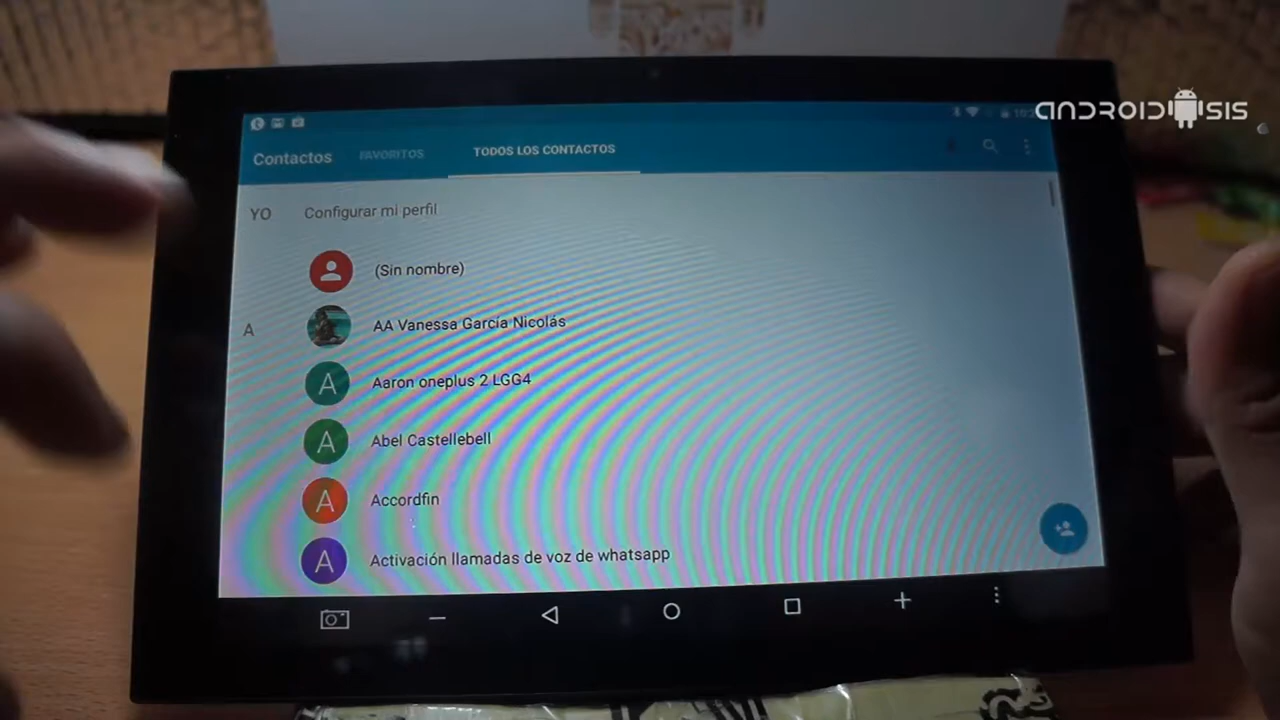 ANDROIDSIS
Contactos FAVORITOS TODOS LOS CONTACTOS
YO Configurar mi perfil
(Sin nombre)
A AA Vanessa García Nicolás
A Aaron oneplus 2 LGG4
A Abel Castellebell
A Accordfin
A Activación llamadas de voz de whatsapp